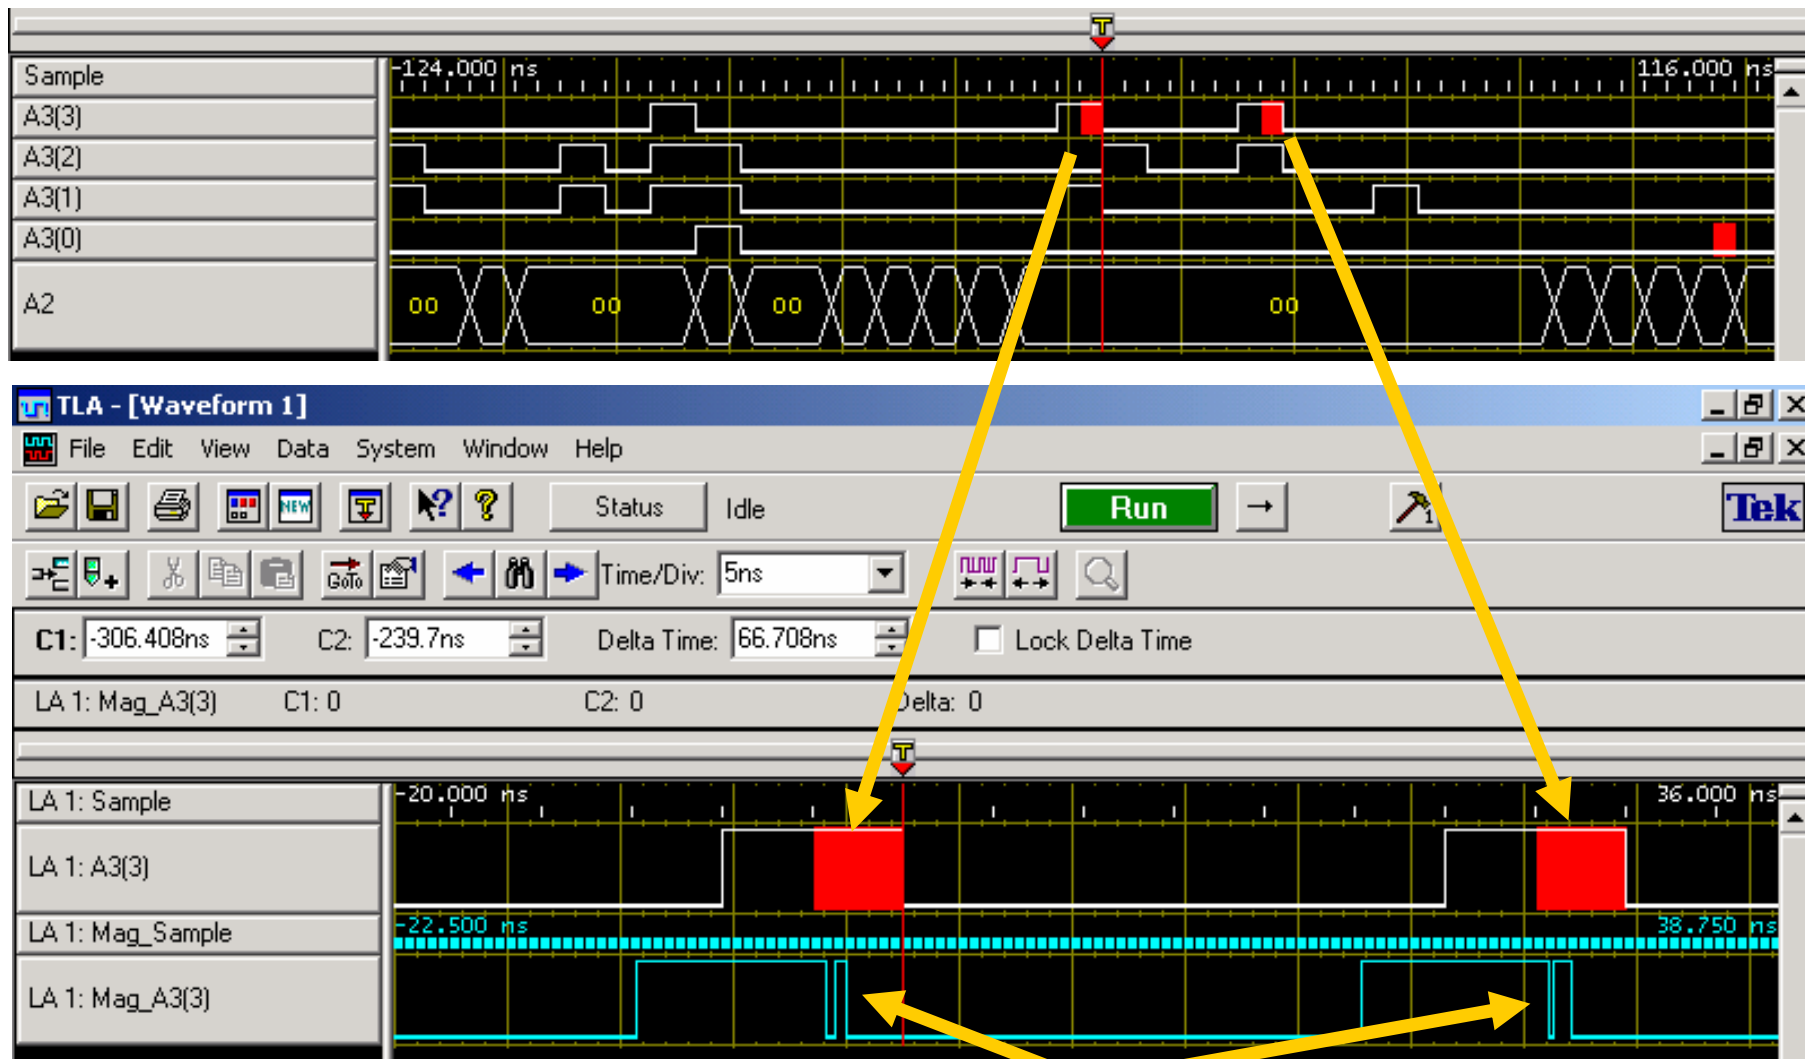 T
Sample -124.000 ns 116.000 ns
A3(3)
A3(2)
A3(1)
A3(0)
A2 00 00 00 00
TLA - [Waveform 1]
File Edit View Data System Window Help
NEW T ? ? Status Idle Run → 1 Tek
GoTo Time/Div: 5ns
C1: -306.408ns C2: -239.7ns Delta Time: 66.708ns Lock Delta Time
LA 1: Mag_A3(3) C1: 0 C2: 0 Delta: 0
T
LA 1: Sample -20.000 ns 36.000 ns
LA 1: A3(3)
LA 1: Mag_Sample -22.500 ns 38.750 ns
LA 1: Mag_A3(3)